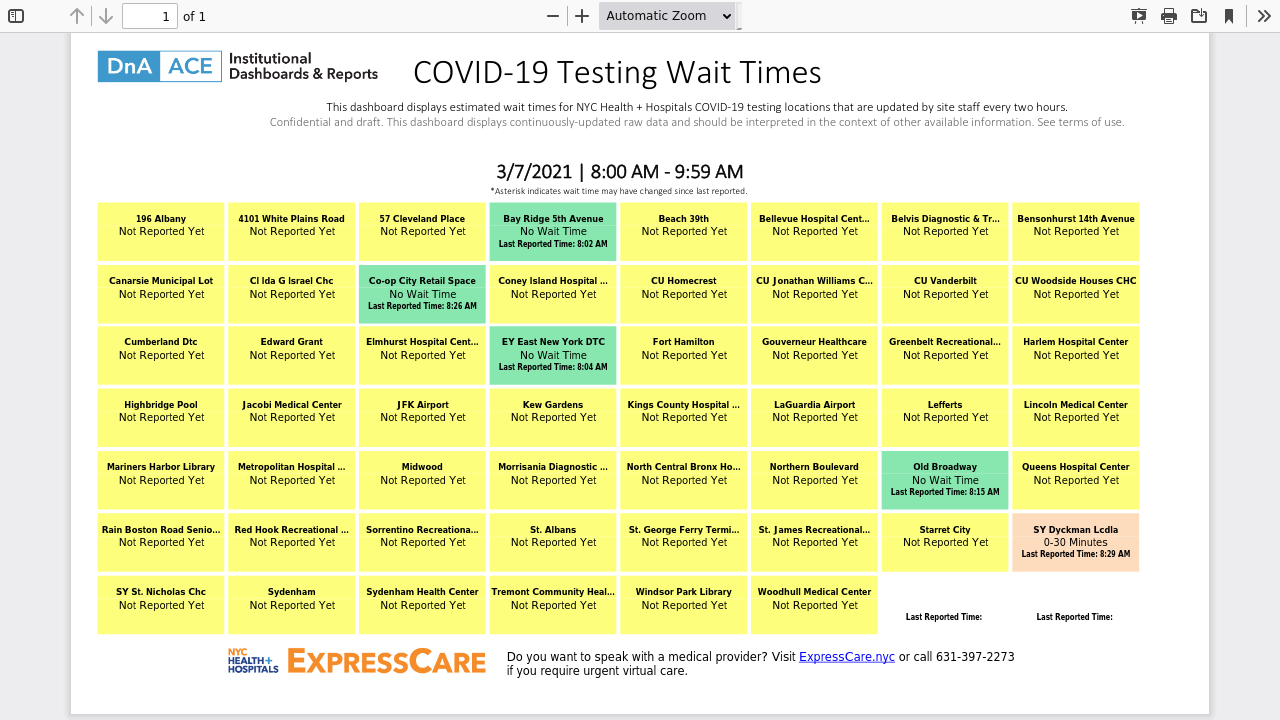 1 of 1
Automatic Zoom
DnA ACE Institutional Dashboards & Reports
COVID-19 Testing Wait Times
This dashboard displays estimated wait times for NYC Health + Hospitals COVID-19 testing locations that are updated by site staff every two hours.
Confidential and draft. This dashboard displays continuously-updated raw data and should be interpreted in the context of other available information. See terms of use.
3/7/2021 | 8:00 AM - 9:59 AM
*Asterisk indicates wait time may have changed since last reported.
196 Albany
Not Reported Yet
4101 White Plains Road
Not Reported Yet
57 Cleveland Place
Not Reported Yet
Bay Ridge 5th Avenue
No Wait Time
Last Reported Time: 8:02 AM
Beach 39th
Not Reported Yet
Bellevue Hospital Cent...
Not Reported Yet
Belvis Diagnostic & Tr...
Not Reported Yet
Bensonhurst 14th Avenue
Not Reported Yet
Canarsie Municipal Lot
Not Reported Yet
CI Ida G Israel Chc
Not Reported Yet
Co-op City Retail Space
No Wait Time
Last Reported Time: 8:26 AM
Coney Island Hospital ...
Not Reported Yet
CU Homecrest
Not Reported Yet
CU Jonathan Williams C...
Not Reported Yet
CU Vanderbilt
Not Reported Yet
CU Woodside Houses CHC
Not Reported Yet
Cumberland Dtc
Not Reported Yet
Edward Grant
Not Reported Yet
Elmhurst Hospital Cent...
Not Reported Yet
EY East New York DTC
No Wait Time
Last Reported Time: 8:04 AM
Fort Hamilton
Not Reported Yet
Gouverneur Healthcare
Not Reported Yet
Greenbelt Recreational...
Not Reported Yet
Harlem Hospital Center
Not Reported Yet
Highbridge Pool
Not Reported Yet
Jacobi Medical Center
Not Reported Yet
JFK Airport
Not Reported Yet
Kew Gardens
Not Reported Yet
Kings County Hospital ...
Not Reported Yet
LaGuardia Airport
Not Reported Yet
Lefferts
Not Reported Yet
Lincoln Medical Center
Not Reported Yet
Mariners Harbor Library
Not Reported Yet
Metropolitan Hospital ...
Not Reported Yet
Midwood
Not Reported Yet
Morrisania Diagnostic ...
Not Reported Yet
North Central Bronx Ho...
Not Reported Yet
Northern Boulevard
Not Reported Yet
Old Broadway
No Wait Time
Last Reported Time: 8:15 AM
Queens Hospital Center
Not Reported Yet
Rain Boston Road Senio...
Not Reported Yet
Red Hook Recreational ...
Not Reported Yet
Sorrentino Recreationa...
Not Reported Yet
St. Albans
Not Reported Yet
St. George Ferry Termi...
Not Reported Yet
St. James Recreational...
Not Reported Yet
Starret City
Not Reported Yet
SY Dyckman Lcdla
0-30 Minutes
Last Reported Time: 8:29 AM
SY St. Nicholas Chc
Not Reported Yet
Sydenham
Not Reported Yet
Sydenham Health Center
Not Reported Yet
Tremont Community Heal...
Not Reported Yet
Windsor Park Library
Not Reported Yet
Woodhull Medical Center
Not Reported Yet
Last Reported Time:
Last Reported Time:
NYC HEALTH+ HOSPITALS
EXPRESSCARE
Do you want to speak with a medical provider? Visit ExpressCare.nyc or call 631-397-2273
if you require urgent virtual care.